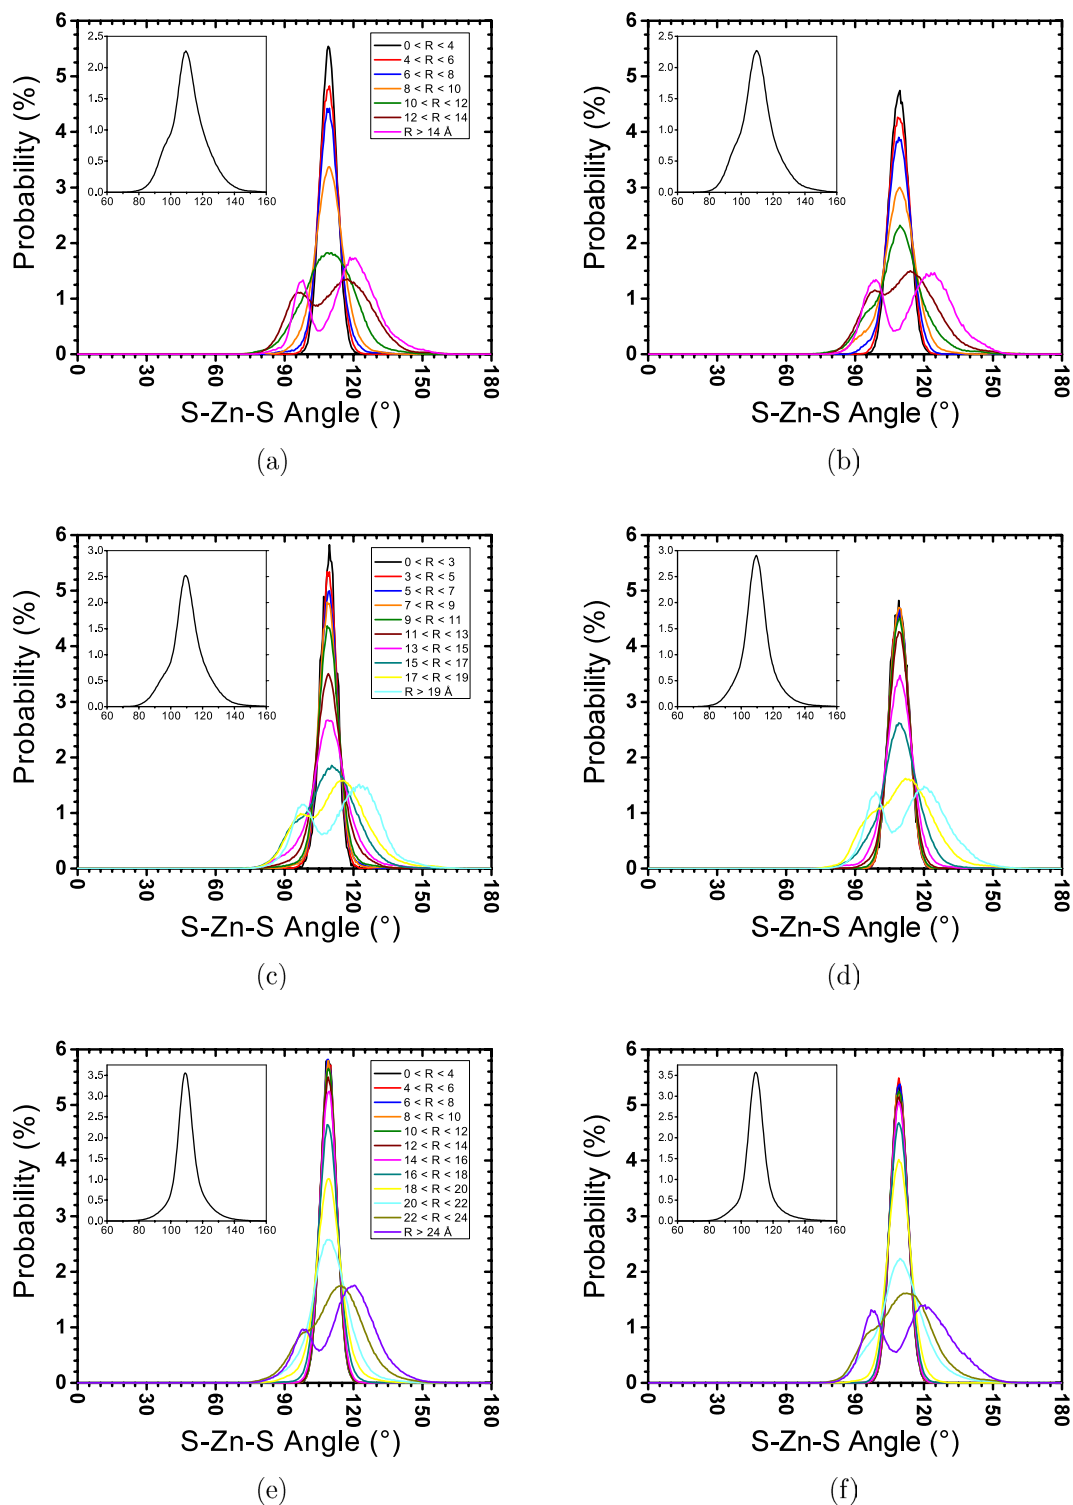 Probability (%)
6
5
4
3
2
1
0
2.5
2.0
1.5
1.0
0.5
0.0
60 80 100 120 140 160
0 < R < 4
4 < R < 6
6 < R < 8
8 < R < 10
10 < R < 12
12 < R < 14
R > 14 Å
0 30 60 90 120 150 180
S-Zn-S Angle (°)
(a)
Probability (%)
6
5
4
3
2
1
0
2.5
2.0
1.5
1.0
0.5
0.0
60 80 100 120 140 160
0 30 60 90 120 150 180
S-Zn-S Angle (°)
(b)
Probability (%)
6
5
4
3
2
1
0
3.0
2.5
2.0
1.5
1.0
0.5
0.0
60 80 100 120 140 160
0 < R < 3
3 < R < 5
5 < R < 7
7 < R < 9
9 < R < 11
11 < R < 13
13 < R < 15
15 < R < 17
17 < R < 19
R > 19 Å
0 30 60 90 120 150 180
S-Zn-S Angle (°)
(c)
Probability (%)
6
5
4
3
2
1
0
3.0
2.5
2.0
1.5
1.0
0.5
0.0
60 80 100 120 140 160
0 30 60 90 120 150 180
S-Zn-S Angle (°)
(d)
Probability (%)
6
5
4
3
2
1
0
3.5
3.0
2.5
2.0
1.5
1.0
0.5
0.0
60 80 100 120 140 160
0 < R < 4
4 < R < 6
6 < R < 8
8 < R < 10
10 < R < 12
12 < R < 14
14 < R < 16
16 < R < 18
18 < R < 20
20 < R < 22
22 < R < 24
R > 24 Å
0 30 60 90 120 150 180
S-Zn-S Angle (°)
(e)
Probability (%)
6
5
4
3
2
1
0
3.5
3.0
2.5
2.0
1.5
1.0
0.5
0.0
60 80 100 120 140 160
0 30 60 90 120 150 180
S-Zn-S Angle (°)
(f)